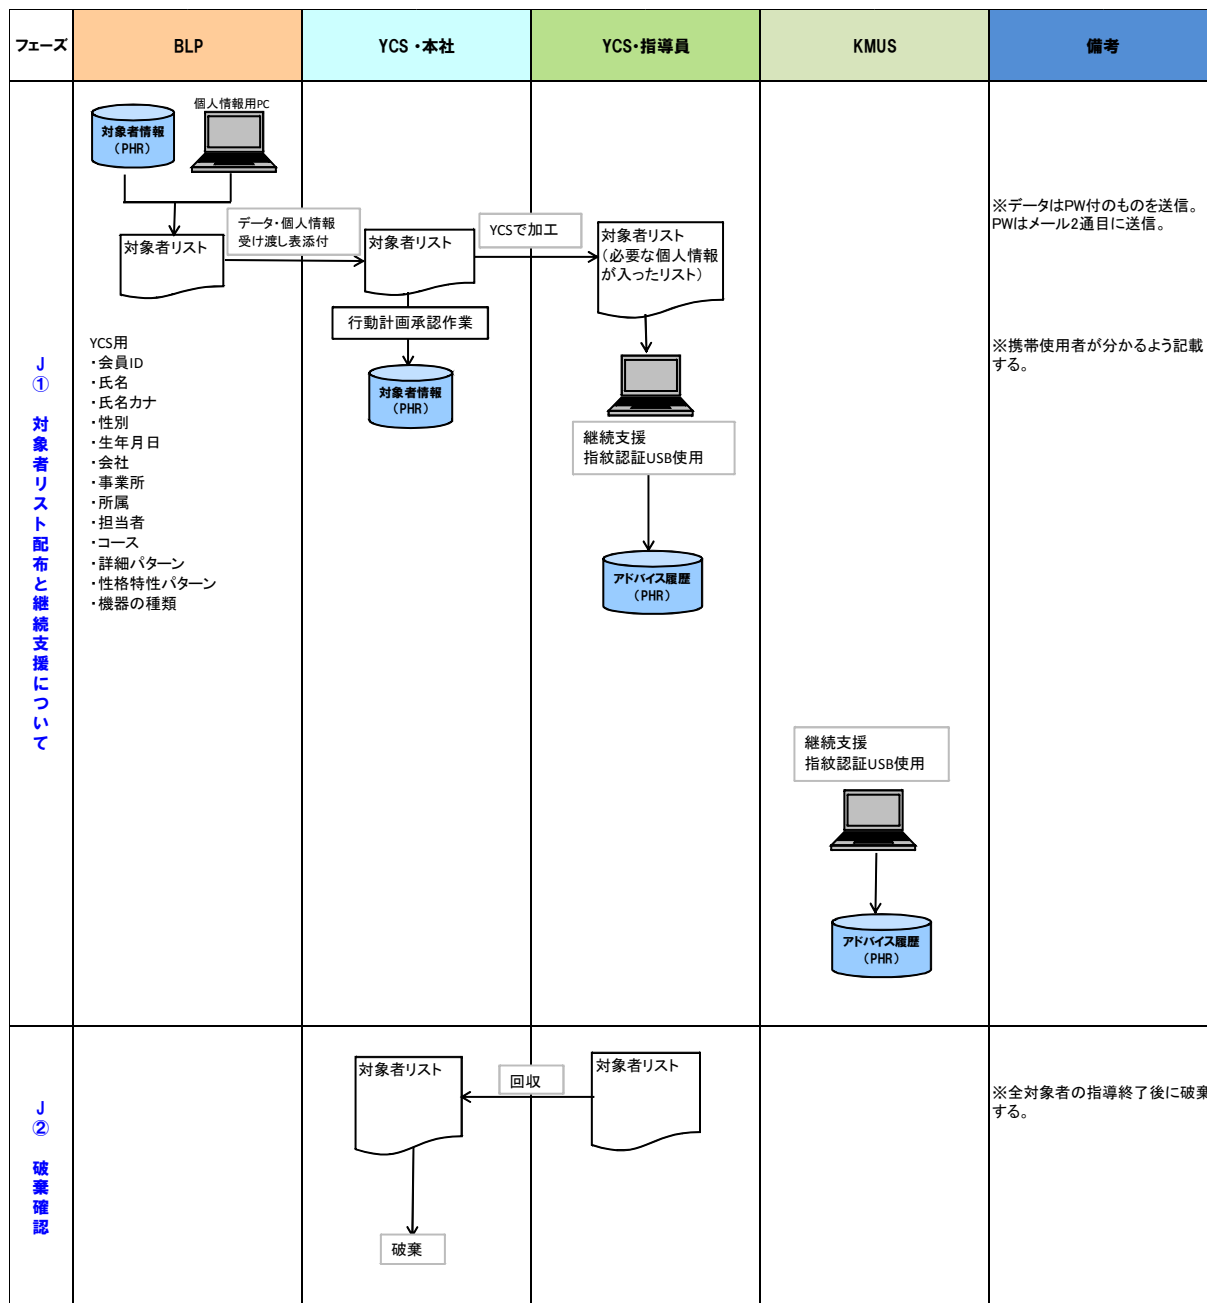 フェーズ
BLP
YCS ・本社
YCS・指導員
KMUS
備考
J
①
対
象
者
リ
ス
ト
配
布
と
継
続
支
援
に
つ
い
て
個人情報用PC
対象者情報
（PHR）
対象者リスト
YCS用
・会員ID
・氏名
・氏名カナ
・性別
・生年月日
・会社
・事業所
・所属
・担当者
・コース
・詳細パターン
・性格特性パターン
・機器の種類
データ・個人情報
受け渡し表添付
対象者リスト
行動計画承認作業
対象者情報
（PHR）
YCSで加工
対象者リスト
（必要な個人情報
が入ったリスト）
継続支援
指紋認証USB使用
アドバイス履歴
（PHR）
継続支援
指紋認証USB使用
アドバイス履歴
（PHR）
※データはPW付のものを送信。
PWはメール2通目に送信。
※携帯使用者が分かるよう記載
する。
J
②
破
棄
確
認
対象者リスト
回収
対象者リスト
破棄
※全対象者の指導終了後に破棄
する。